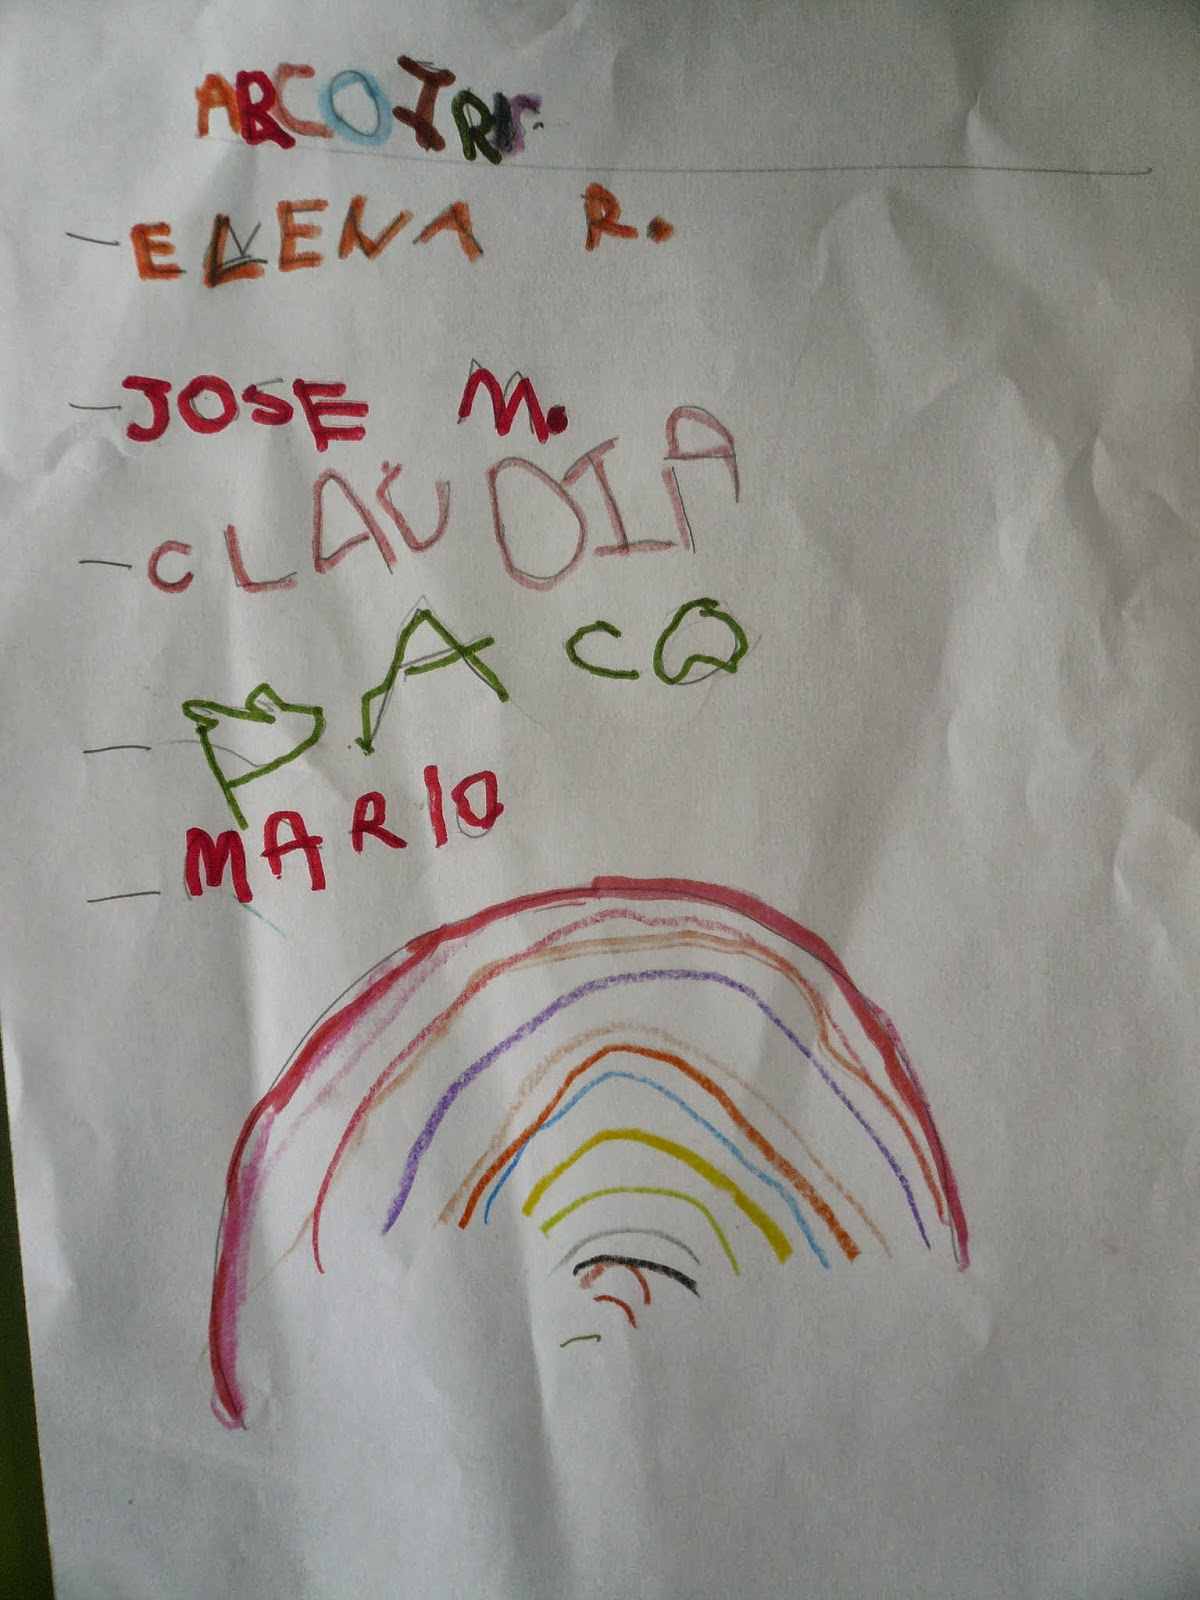 ARCOIRIS
- ELENA R.
- JOSE M.
- CLAUDIA
- PACO
- MARIO